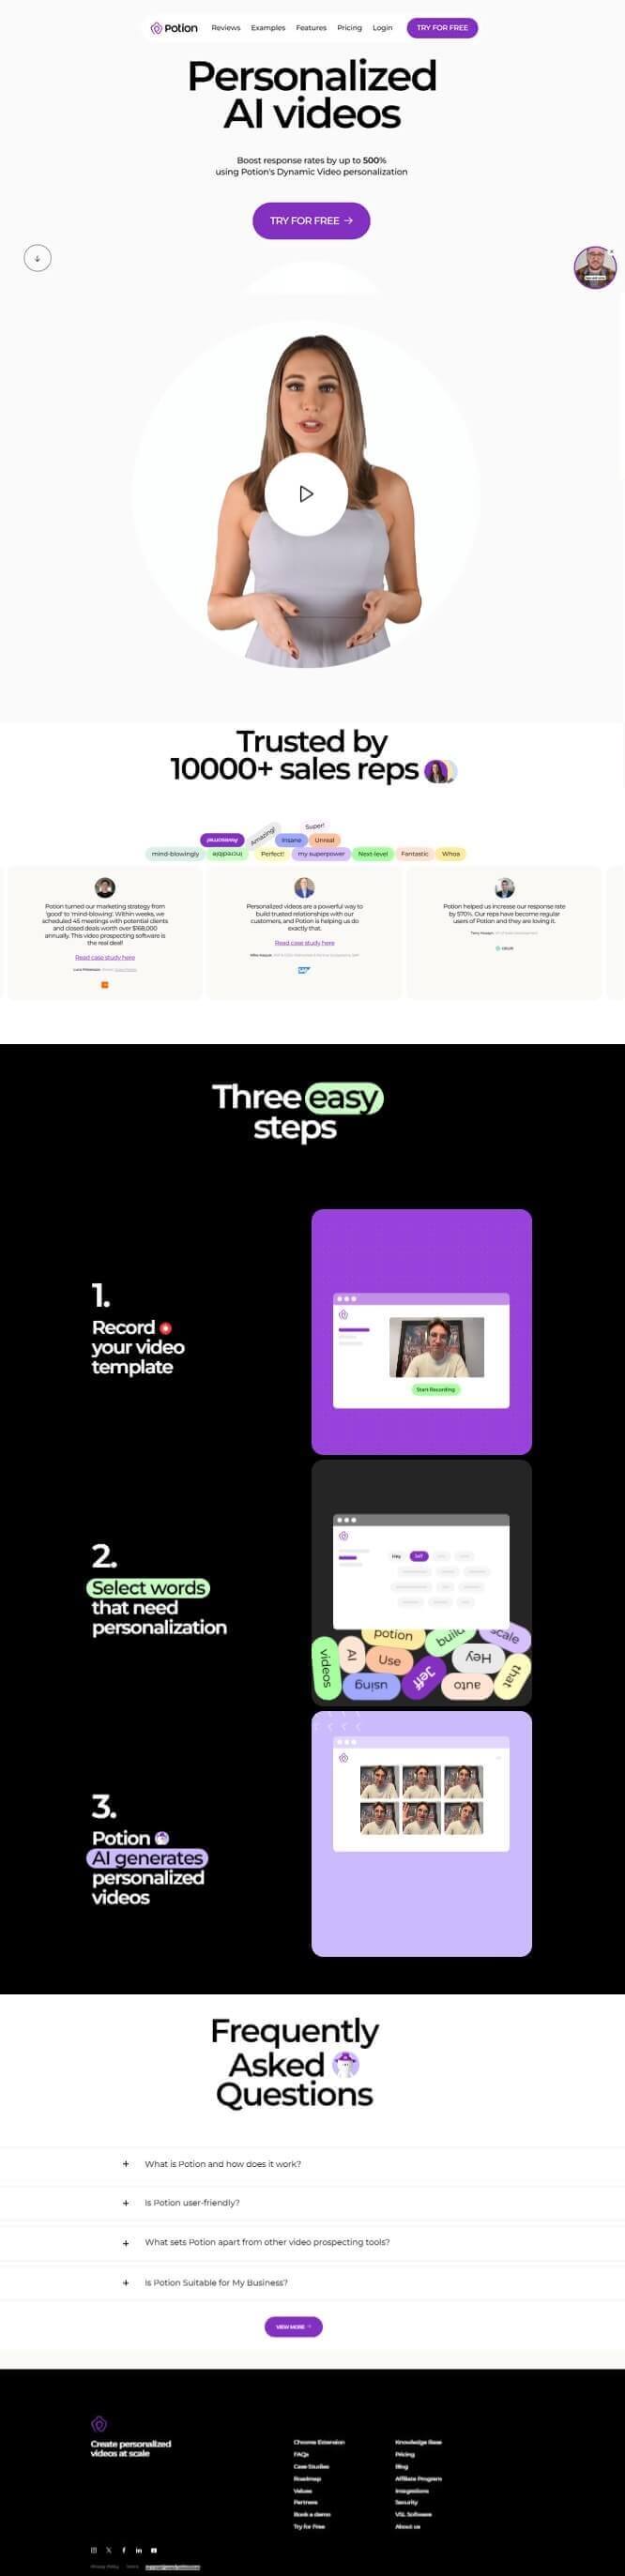 Potion
Reviews Examples Features Pricing Login TRY FOR FREE
Personalized
AI videos
Boost response rates by up to 500%
using Potion's Dynamic Video personalization
TRY FOR FREE →
Trusted by
10000+ sales reps
Super!
Amazing!
Insane Unreal
mind-blowingly incredible Perfect! my superpower Next-level Fantastic Whoa
Potion turned our marketing strategy from
'good' to 'mind-blowing'. Within weeks, we
scheduled 45 meetings with potential clients
and closed deals worth over $168,000
annually. This video prospecting software is
the real deal!
Read case study here
Personalized videos are a powerful way to
build trusted relationships with our
customers, and Potion is helping us do
exactly that.
Read case study here
SAP
Potion helped us increase our response rate
by 570%. Our reps have become regular
users of Potion and they are loving it.
Three easy
steps
1.
Record
your video
template
Start Recording
2.
Select words
that need
personalization
Hey Jeff
potion build scale
videos AI Use Jeff Hey that
using auto
3.
Potion
AI generates
personalized
videos
Frequently
Asked
Questions
+ What is Potion and how does it work?
+ Is Potion user-friendly?
+ What sets Potion apart from other video prospecting tools?
+ Is Potion Suitable for My Business?
VIEW MORE →
Create personalized
videos at scale
Chrome Extension
FAQs
Case Studies
Roadmap
Values
Partners
Book a demo
Try for Free
Knowledge Base
Pricing
Blog
Affiliate Program
Integrations
Security
VSL Software
About us
Privacy Policy Terms